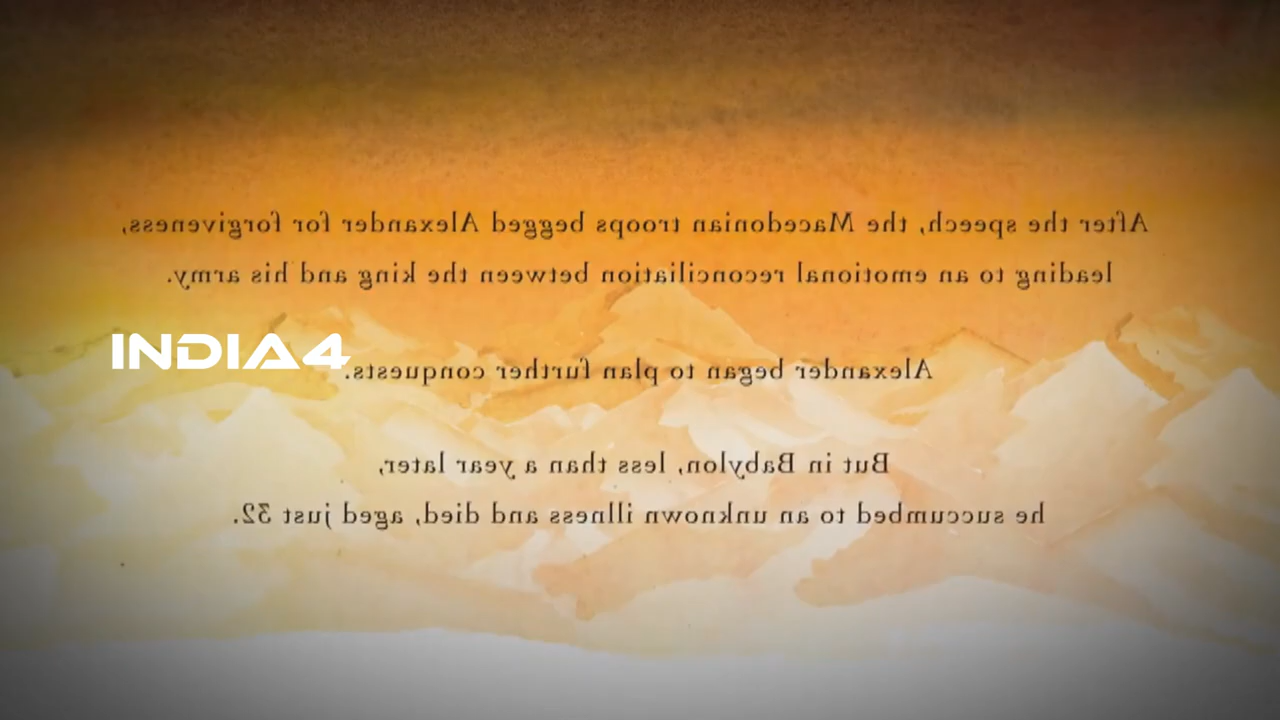 After the speech, the Macedonian troops begged Alexander for forgiveness,
leading to an emotional reconciliation between the king and his army.
INDIA4
Alexander began to plan further conquests.
But in Babylon, less than a year later,
he succumbed to an unknown illness and died, aged just 32.